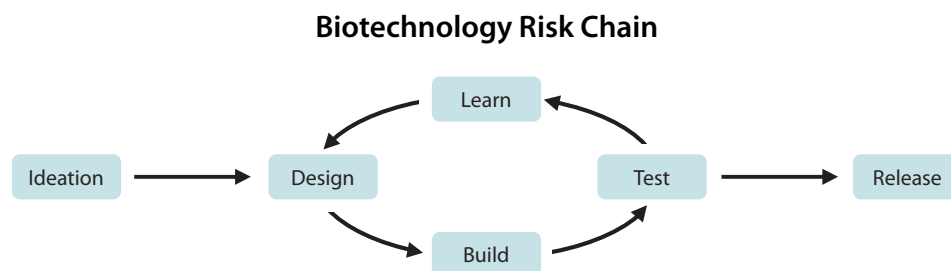 Biotechnology Risk Chain
Learn
Ideation
Design
Test
Release
Build